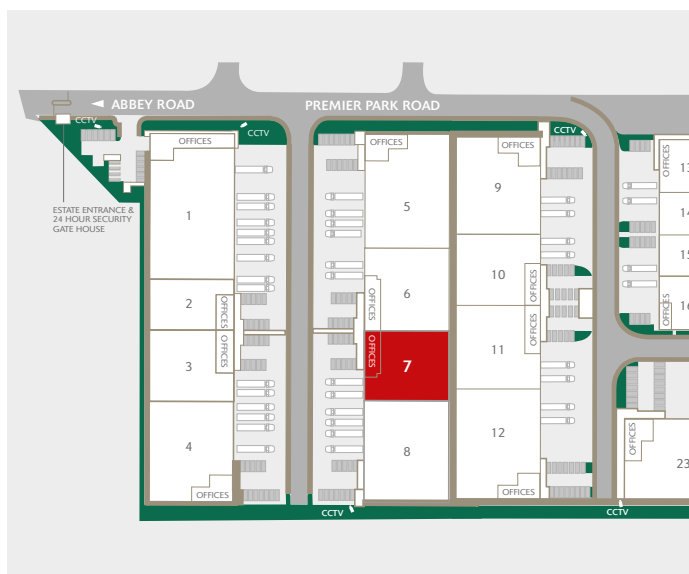 ABBEY ROAD
PREMIER PARK ROAD
CCTV
CCTV
CCTV
OFFICES
OFFICES
OFFICES
OFFICES
13
9
5
14
1
ESTATE ENTRANCE &
24 HOUR SECURITY
GATE HOUSE
15
10
OFFICES
6
OFFICES
2
OFFICES
16
OFFICES
11
OFFICES
3
OFFICES
7
OFFICES
12
4
8
OFFICES
23
OFFICES
OFFICES
CCTV
CCTV